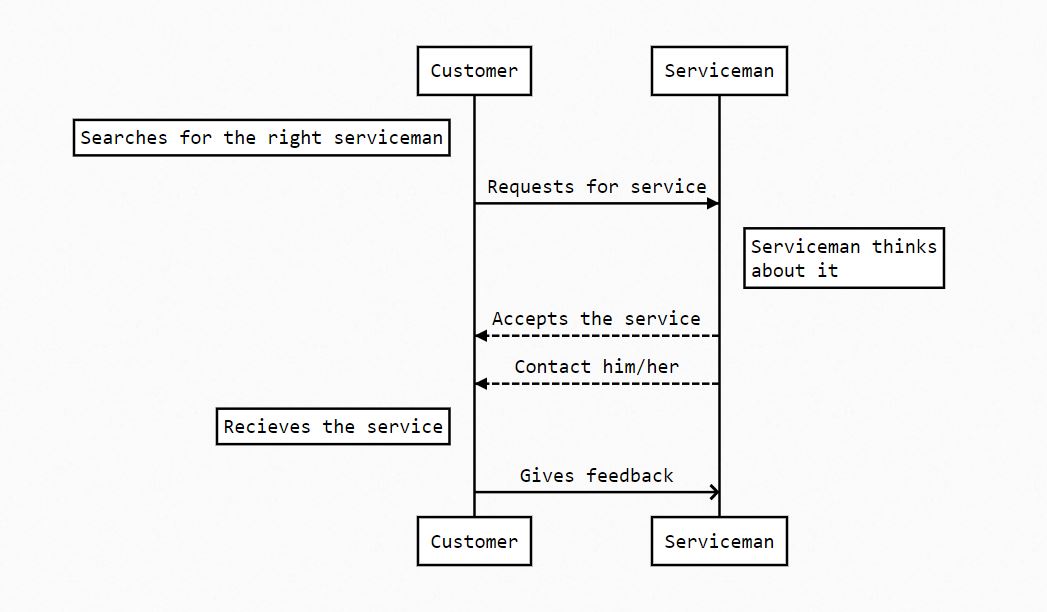 Customer
Serviceman
Searches for the right serviceman
Requests for service
Serviceman thinks
about it
Accepts the service
Contact him/her
Recieves the service
Gives feedback
Customer
Serviceman